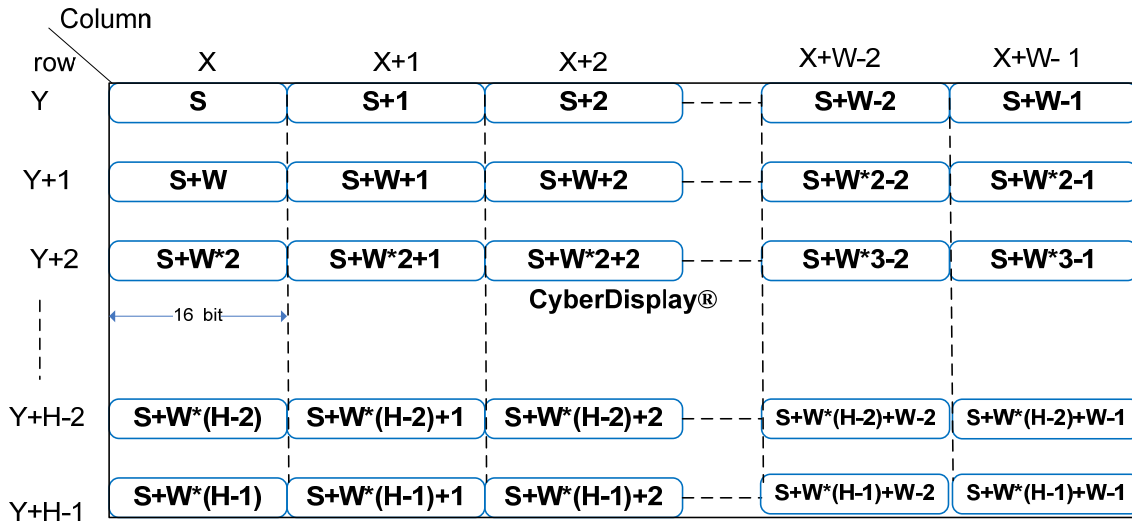 Column
row X X+1 X+2 X+W-2 X+W- 1
Y S S+1 S+2 S+W-2 S+W-1
Y+1 S+W S+W+1 S+W+2 S+W*2-2 S+W*2-1
Y+2 S+W*2 S+W*2+1 S+W*2+2 S+W*3-2 S+W*3-1
CyberDisplay®
16 bit
Y+H-2 S+W*(H-2) S+W*(H-2)+1 S+W*(H-2)+2 S+W*(H-2)+W-2 S+W*(H-2)+W-1
Y+H-1 S+W*(H-1) S+W*(H-1)+1 S+W*(H-1)+2 S+W*(H-1)+W-2 S+W*(H-1)+W-1